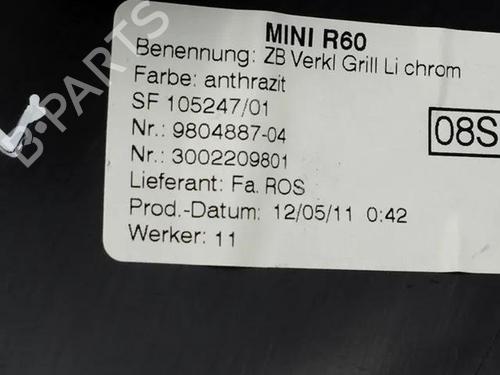 MINI R60
Benennung: ZB Verkl Grill Li chrom
Farbe: anthrazit
SF 105247/01
08S
Nr.: 9804887-04
Nr.: 3002209801
Lieferant: Fa. ROS
Prod.-Datum: 12/05/11 0:42
Werker: 11
B-PARTS